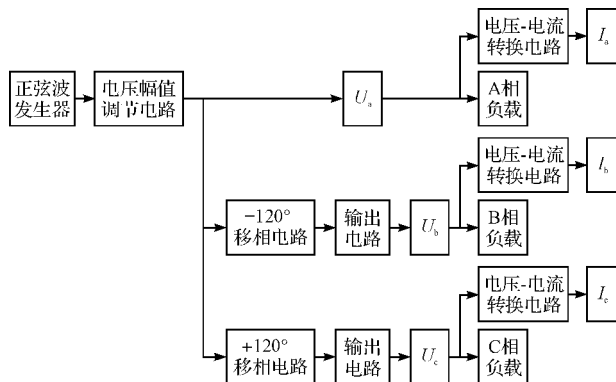 电压-电流
转换电路
Ia
正弦波
发生器
电压幅值
调节电路
Ua
A相
负载
电压-电流
转换电路
Ib
-120°
移相电路
输出
电路
Ub
B相
负载
电压-电流
转换电路
Ic
+120°
移相电路
输出
电路
Uc
C相
负载